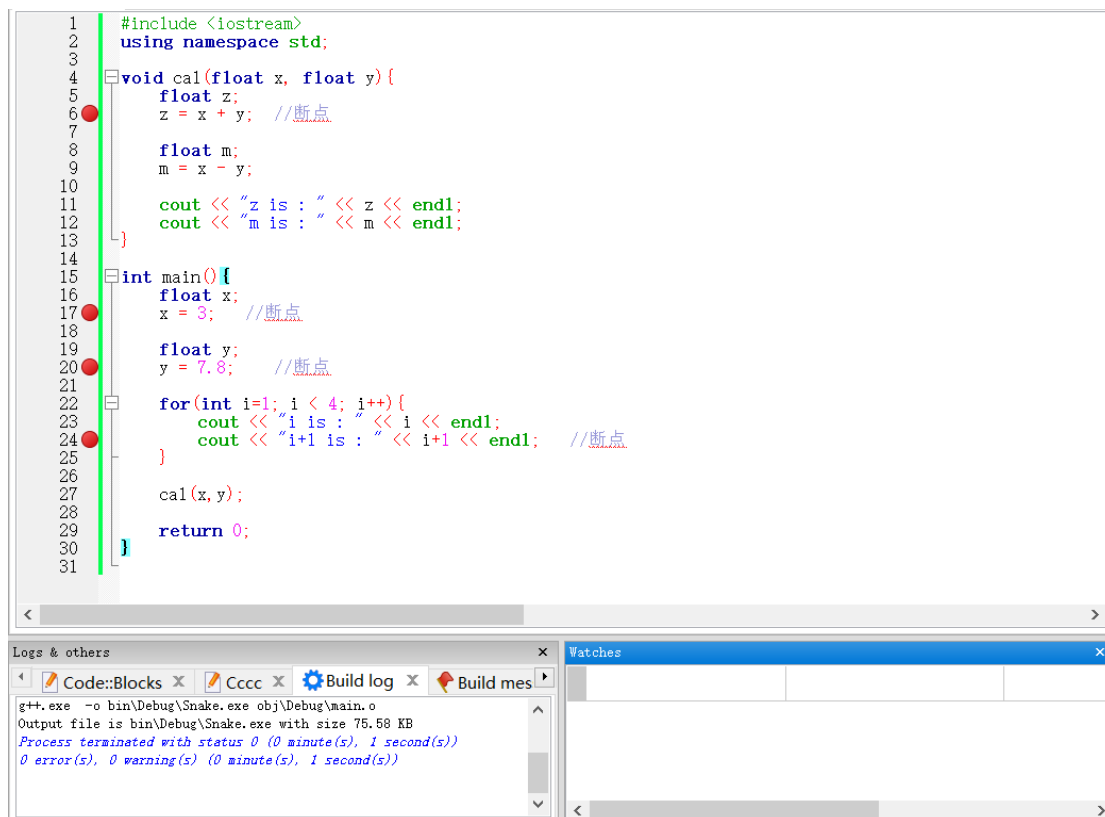 1 #include <iostream>
2 using namespace std;
3
4 void cal(float x, float y){
5 float z;
6 z = x + y; //断点
7
8 float m;
9 m = x - y;
10
11 cout << "z is : " << z << endl;
12 cout << "m is : " << m << endl;
13 }
14
15 int main(){
16 float x;
17 x = 3; //断点
18
19 float y;
20 y = 7.8; //断点
21
22 for(int i=1; i < 4; i++){
23 cout << "i is : " << i << endl;
24 cout << "i+1 is : " << i+1 << endl; //断点
25 }
26
27 cal(x,y);
28
29 return 0;
30 }
31
Logs & others
Code::Blocks Cccc Build log Build mes
g++.exe -o bin\Debug\Snake.exe obj\Debug\main.o
Output file is bin\Debug\Snake.exe with size 75.58 KB
Process terminated with status 0 (0 minute(s), 1 second(s))
0 error(s), 0 warning(s) (0 minute(s), 1 second(s))
Watches